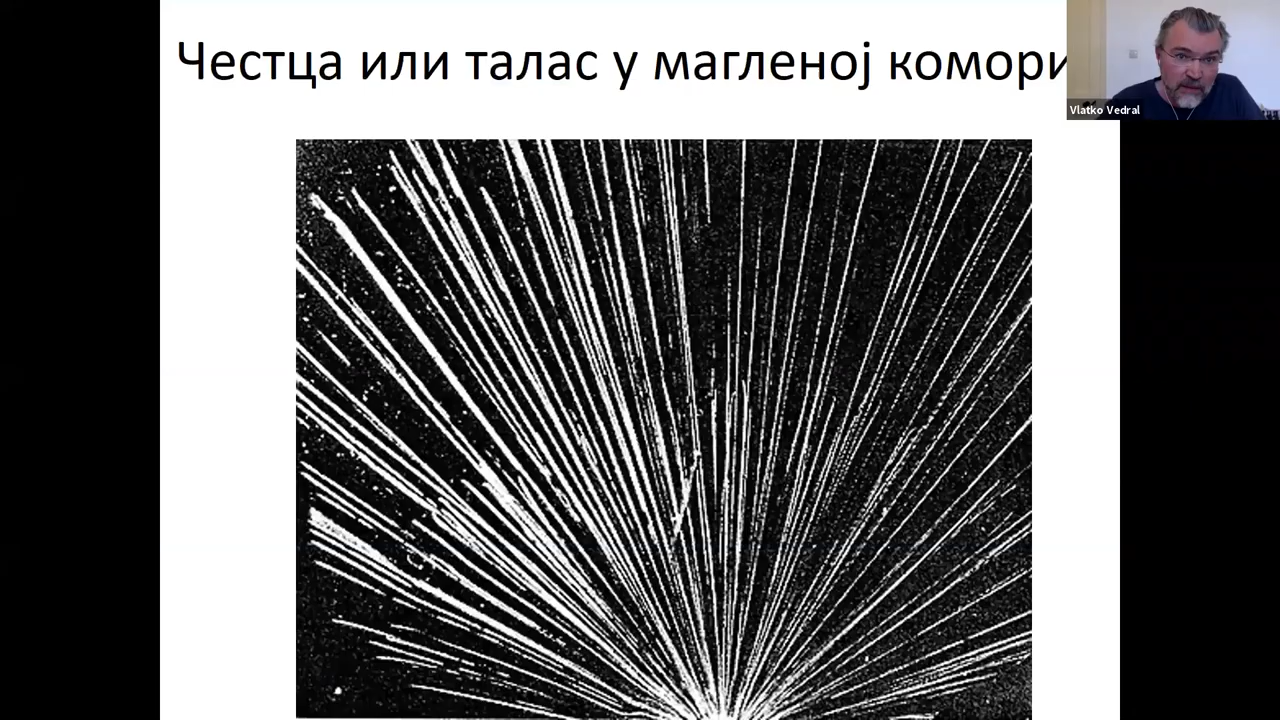 Честца или талас у магленој комори
Vlatko Vedral